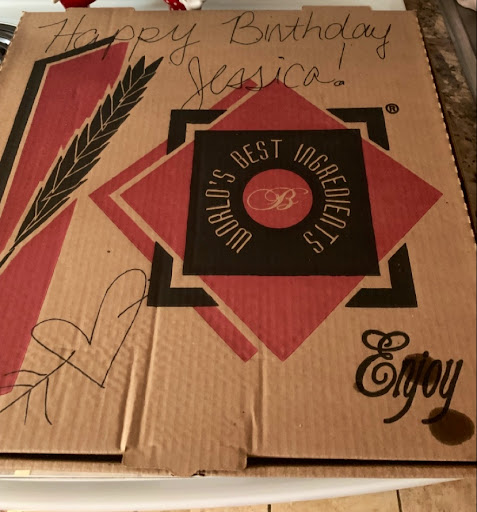 Happy Birthday
Jessica!
®
WORLD'S BEST INGREDIENTS
B
Enjoy